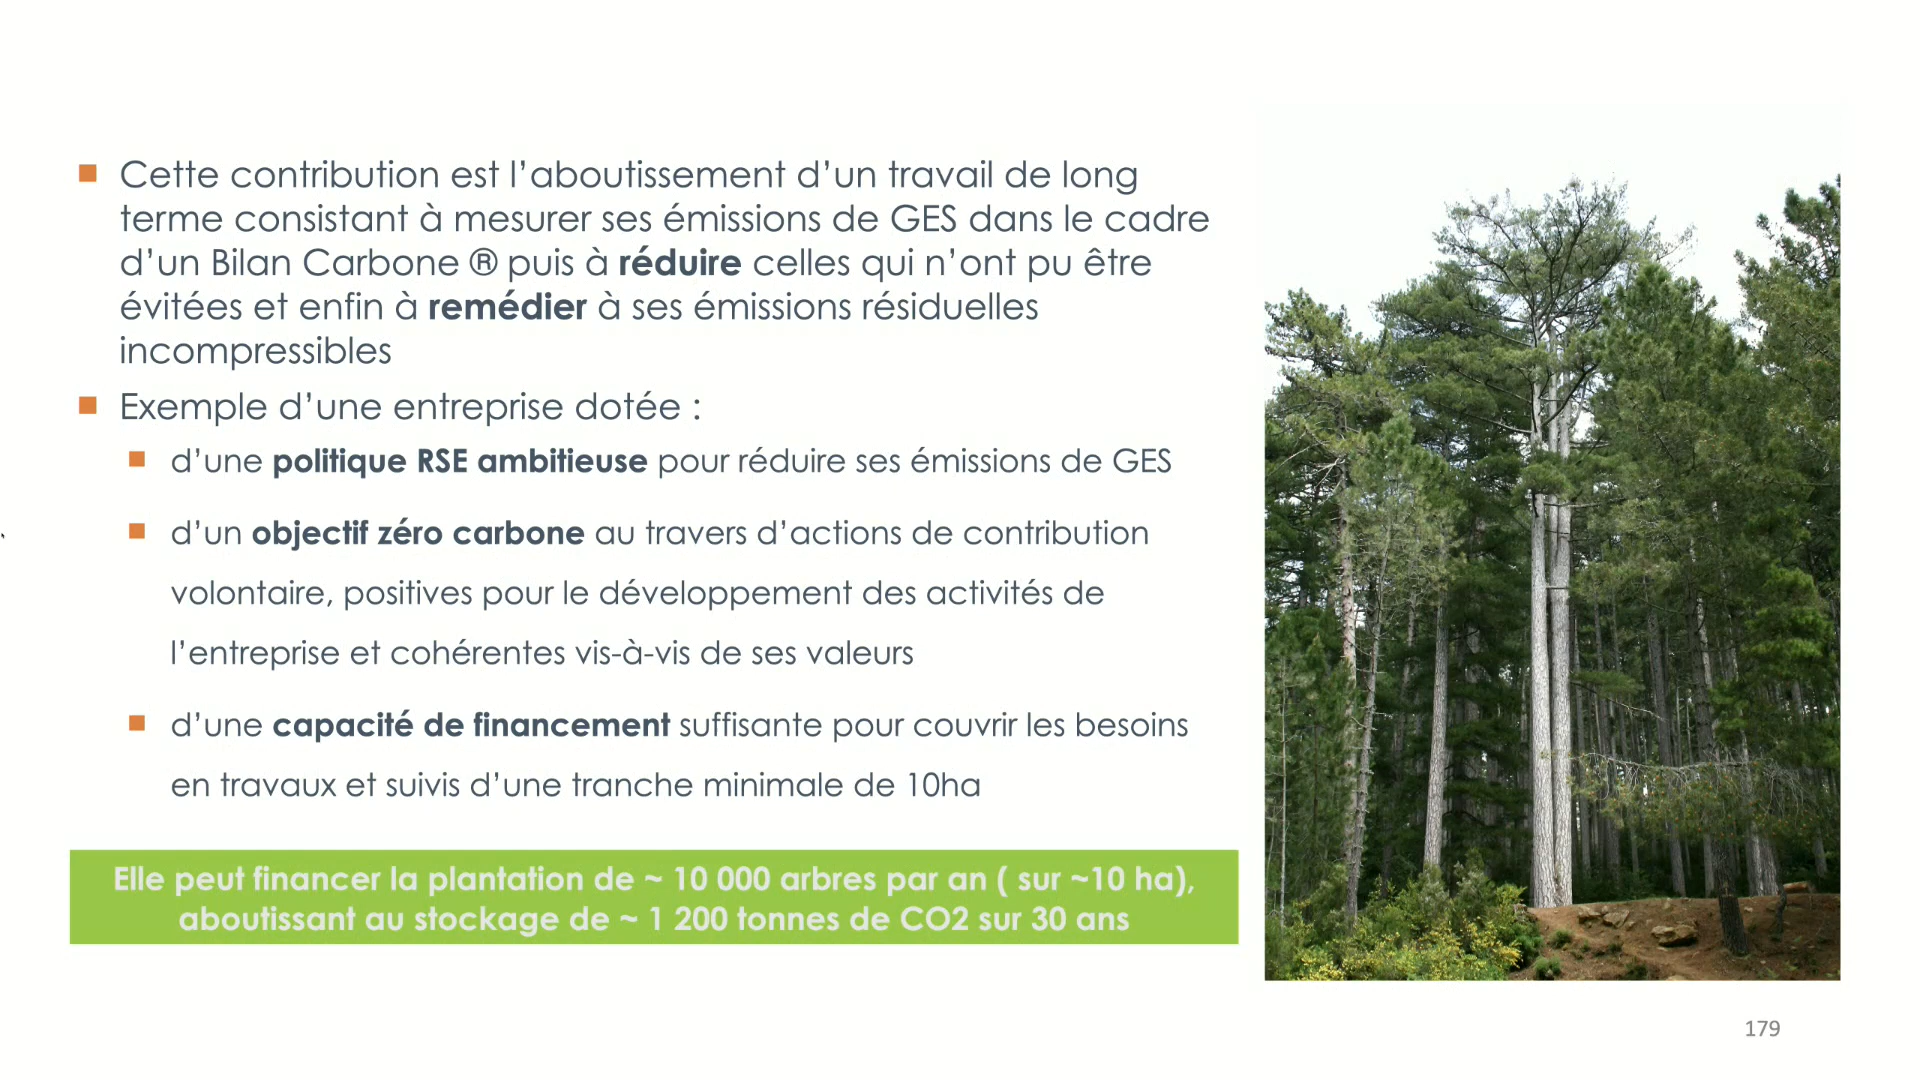 Cette contribution est l’aboutissement d’un travail de long
terme consistant à mesurer ses émissions de GES dans le cadre
d’un Bilan Carbone ® puis à réduire celles qui n’ont pu être
évitées et enfin à remédier à ses émissions résiduelles
incompressibles
Exemple d’une entreprise dotée :
d’une politique RSE ambitieuse pour réduire ses émissions de GES
d’un objectif zéro carbone au travers d’actions de contribution
volontaire, positives pour le développement des activités de
l’entreprise et cohérentes vis-à-vis de ses valeurs
d’une capacité de financement suffisante pour couvrir les besoins
en travaux et suivis d’une tranche minimale de 10ha
Elle peut financer la plantation de ~ 10 000 arbres par an ( sur ~10 ha),
aboutissant au stockage de ~ 1 200 tonnes de CO2 sur 30 ans
179